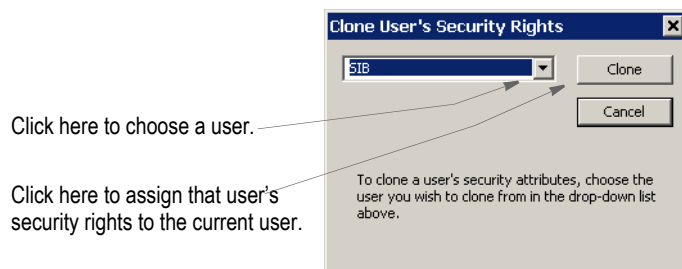 Clone User's Security Rights
SIB
Clone
Cancel
Click here to choose a user.
Click here to assign that user's
security rights to the current user.
To clone a user's security attributes, choose the
user you wish to clone from in the drop-down list
above.